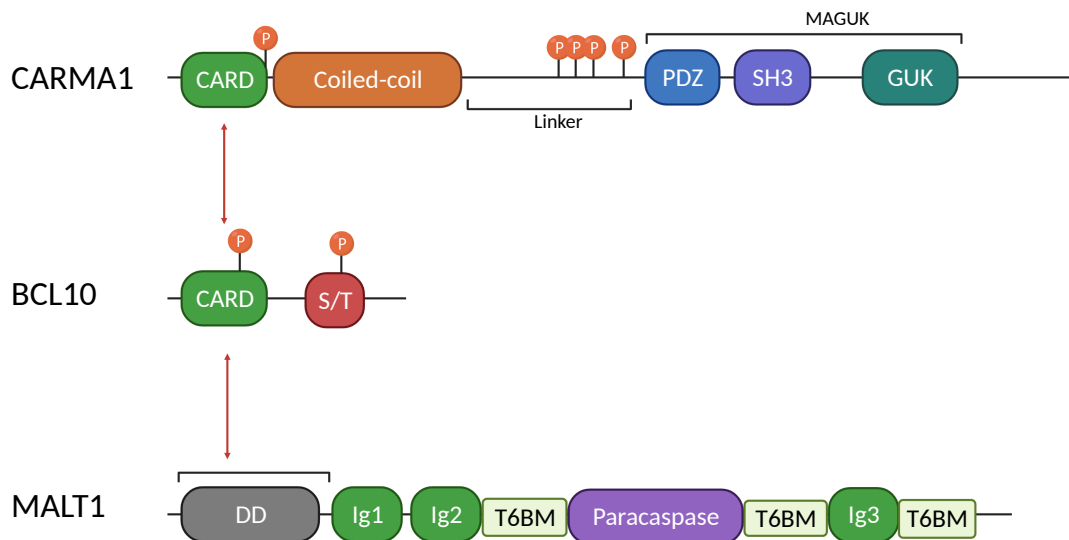 MAGUK
P
CARMA1 CARD Coiled-coil P P P P PDZ SH3 GUK
Linker
P P
BCL10 CARD S/T
MALT1 DD Ig1 Ig2 T6BM Paracaspase T6BM Ig3 T6BM